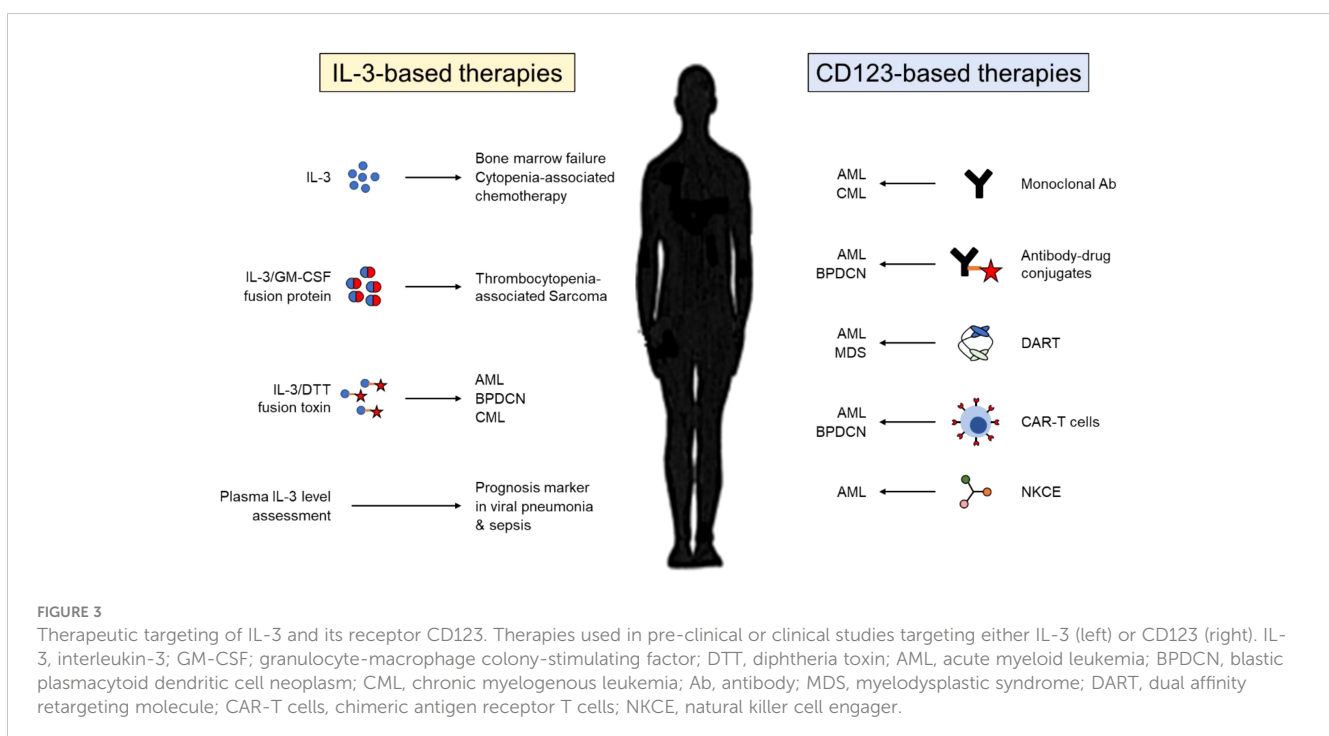 IL-3-based therapies
IL-3
Bone marrow failure
Cytopenia-associated
chemotherapy
IL-3/GM-CSF
fusion protein
Thrombocytopenia-
associated Sarcoma
IL-3/DTT
fusion toxin
AML
BPDCN
CML
Plasma IL-3 level
assessment
Prognosis marker
in viral pneumonia
& sepsis
CD123-based therapies
AML
CML
Monoclonal Ab
AML
BPDCN
Antibody-drug
conjugates
AML
MDS
DART
AML
BPDCN
CAR-T cells
AML
NKCE
FIGURE 3
Therapeutic targeting of IL-3 and its receptor CD123. Therapies used in pre-clinical or clinical studies targeting either IL-3 (left) or CD123 (right). IL-
3, interleukin-3; GM-CSF; granulocyte-macrophage colony-stimulating factor; DTT, diphtheria toxin; AML, acute myeloid leukemia; BPDCN, blastic
plasmacytoid dendritic cell neoplasm; CML, chronic myelogenous leukemia; Ab, antibody; MDS, myelodysplastic syndrome; DART, dual affinity
retargeting molecule; CAR-T cells, chimeric antigen receptor T cells; NKCE, natural killer cell engager.